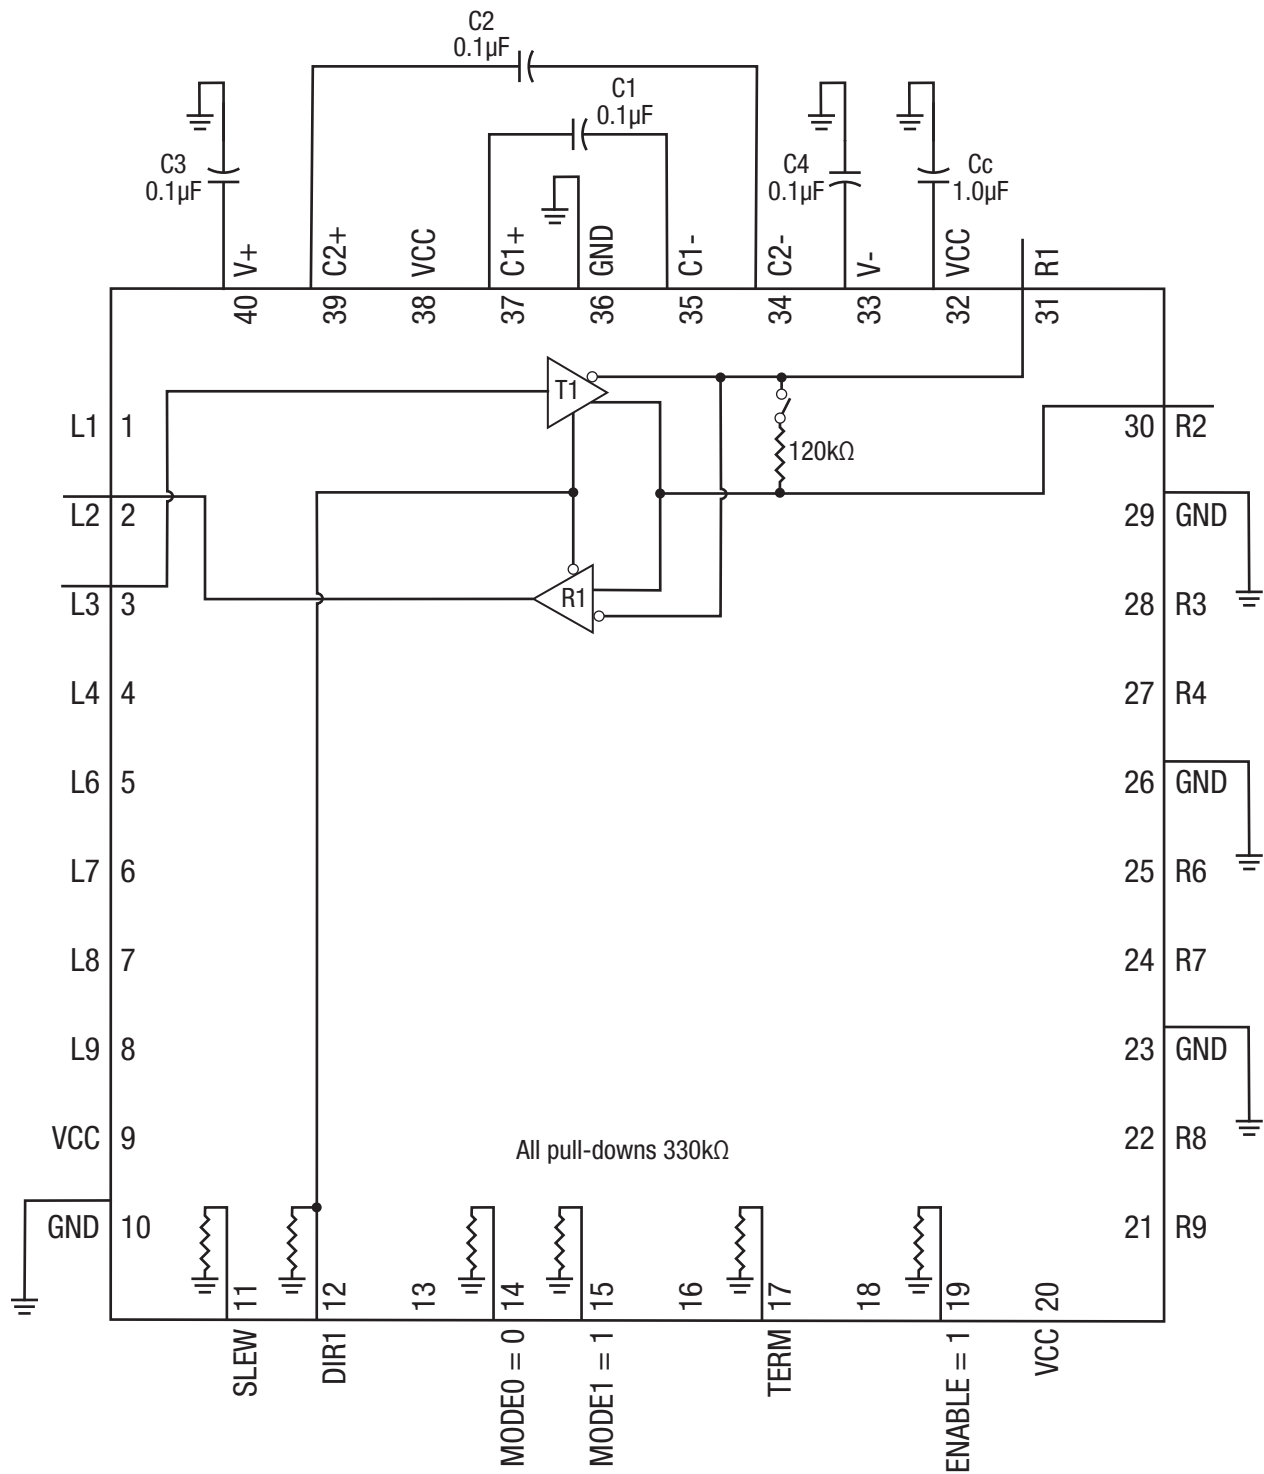 C2
0.1µF
C1
0.1µF
C3
0.1µF
C4
0.1µF
Cc
1.0µF
V+
C2+
VCC
C1+
GND
C1-
C2-
V-
VCC
R1
40
39
38
37
36
35
34
33
32
31
T1
L1 1
30 R2
120kΩ
L2 2
29 GND
R1
L3 3
28 R3
L4 4
27 R4
L6 5
26 GND
L7 6
25 R6
L8 7
24 R7
L9 8
23 GND
VCC 9
22 R8
All pull-downs 330kΩ
GND 10
21 R9
11
12
13
14
15
16
17
18
19
20
SLEW
DIR1
MODE0 = 0
MODE1 = 1
TERM
ENABLE = 1
VCC